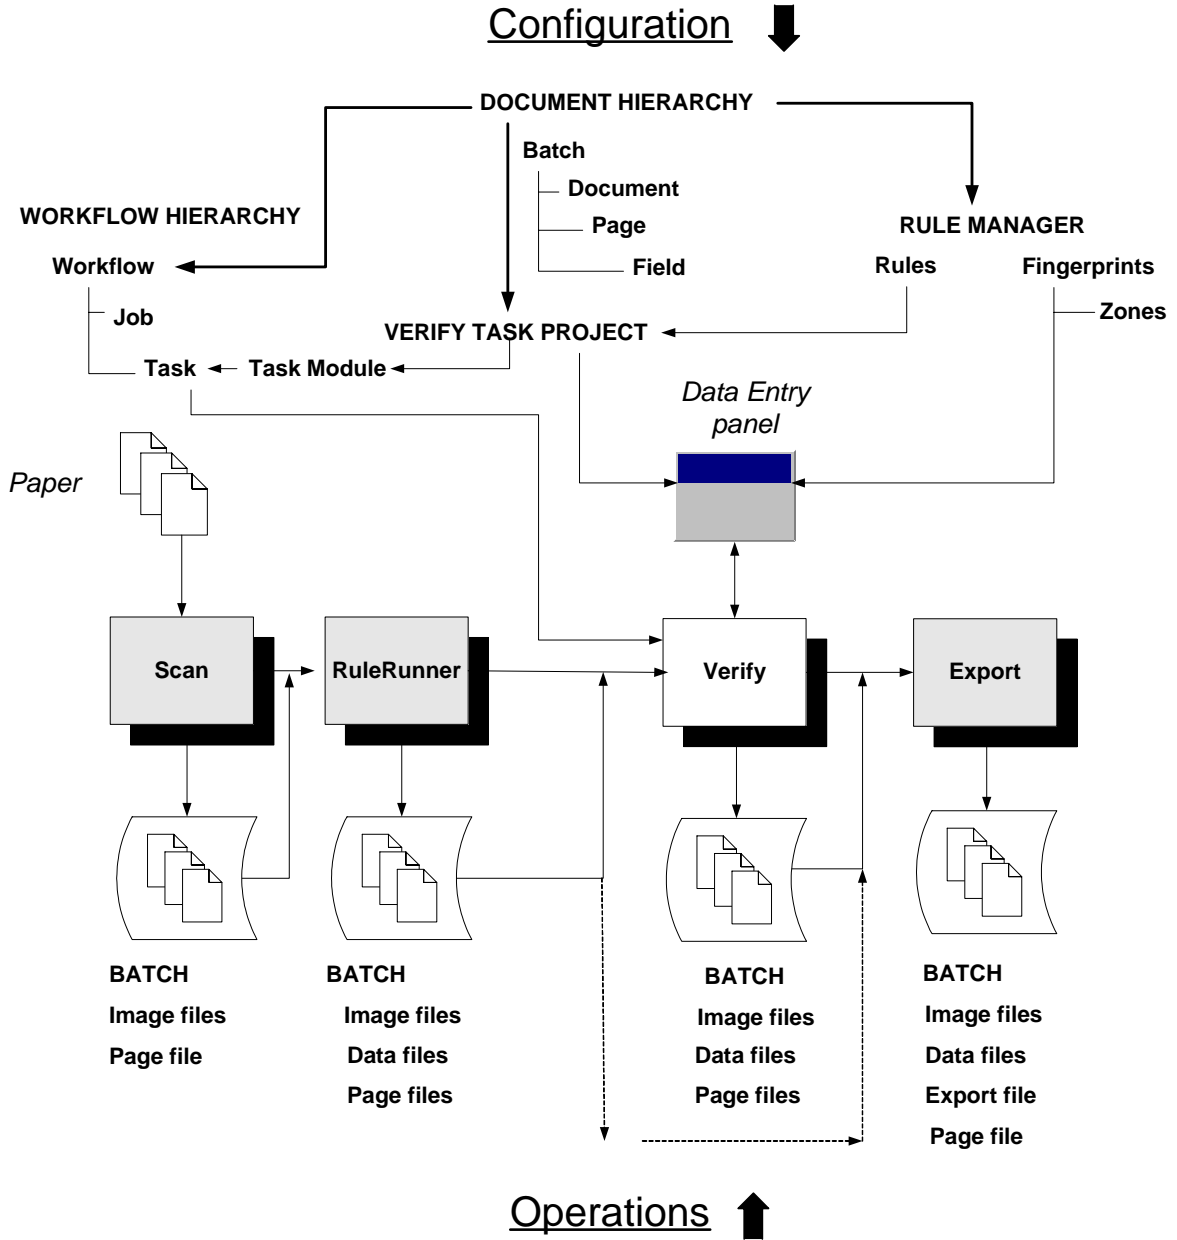 Configuration
DOCUMENT HIERARCHY
Batch
Document
Page
Field
WORKFLOW HIERARCHY
Workflow
Job
Task
Task Module
VERIFY TASK PROJECT
RULE MANAGER
Rules
Fingerprints
Zones
Data Entry
panel
Paper
Scan
RuleRunner
Verify
Export
BATCH
Image files
Page file
BATCH
Image files
Data files
Page files
BATCH
Image files
Data files
Page files
BATCH
Image files
Data files
Export file
Page file
Operations